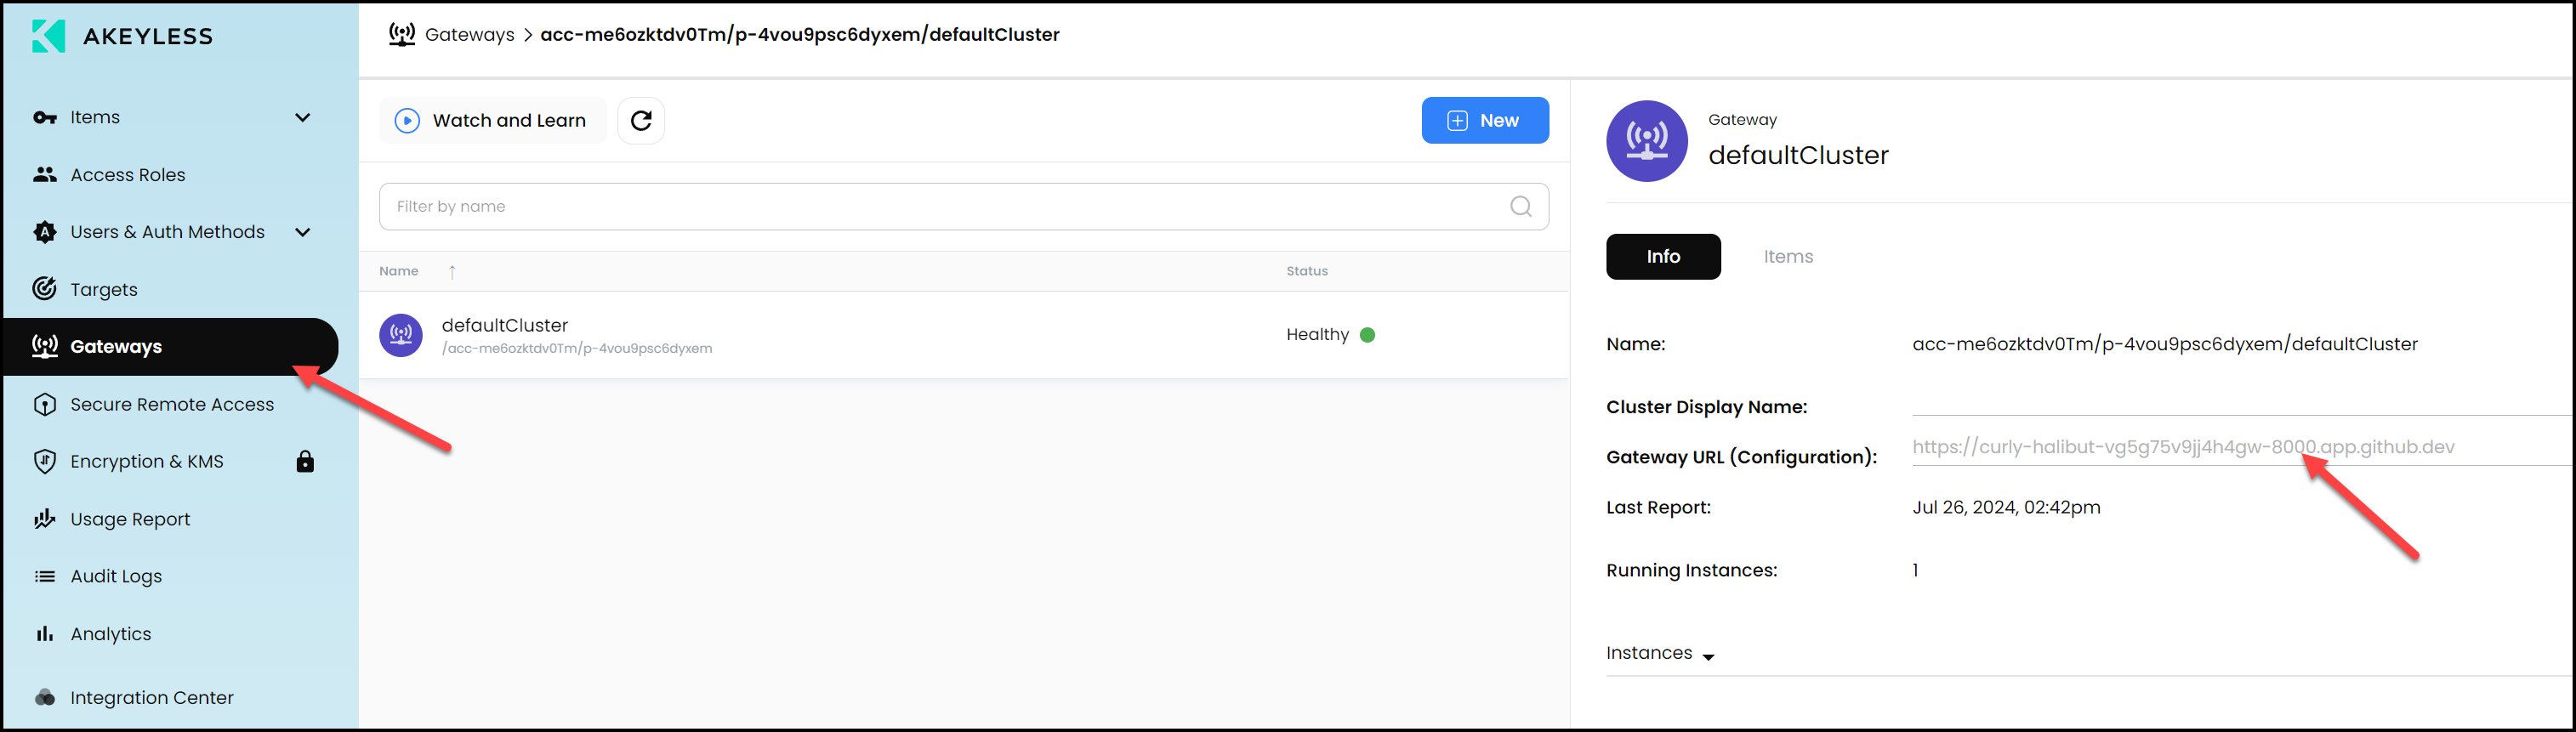 AKEYLESS
Items
Access Roles
Users & Auth Methods
Targets
Gateways
Secure Remote Access
Encryption & KMS
Usage Report
Audit Logs
Analytics
Integration Center
Gateways > acc-me6ozktdv0Tm/p-4vou9psc6dyxem/defaultCluster
Watch and Learn
New
Filter by name
Name ↑ Status
defaultCluster
/acc-me6ozktdv0Tm/p-4vou9psc6dyxem
Healthy
Gateway
defaultCluster
Info Items
Name: acc-me6ozktdv0Tm/p-4vou9psc6dyxem/defaultCluster
Cluster Display Name:
Gateway URL (Configuration): https://curly-halibut-vg5g75v9jj4h4gw-8000.app.github.dev
Last Report: Jul 26, 2024, 02:42pm
Running Instances: 1
Instances